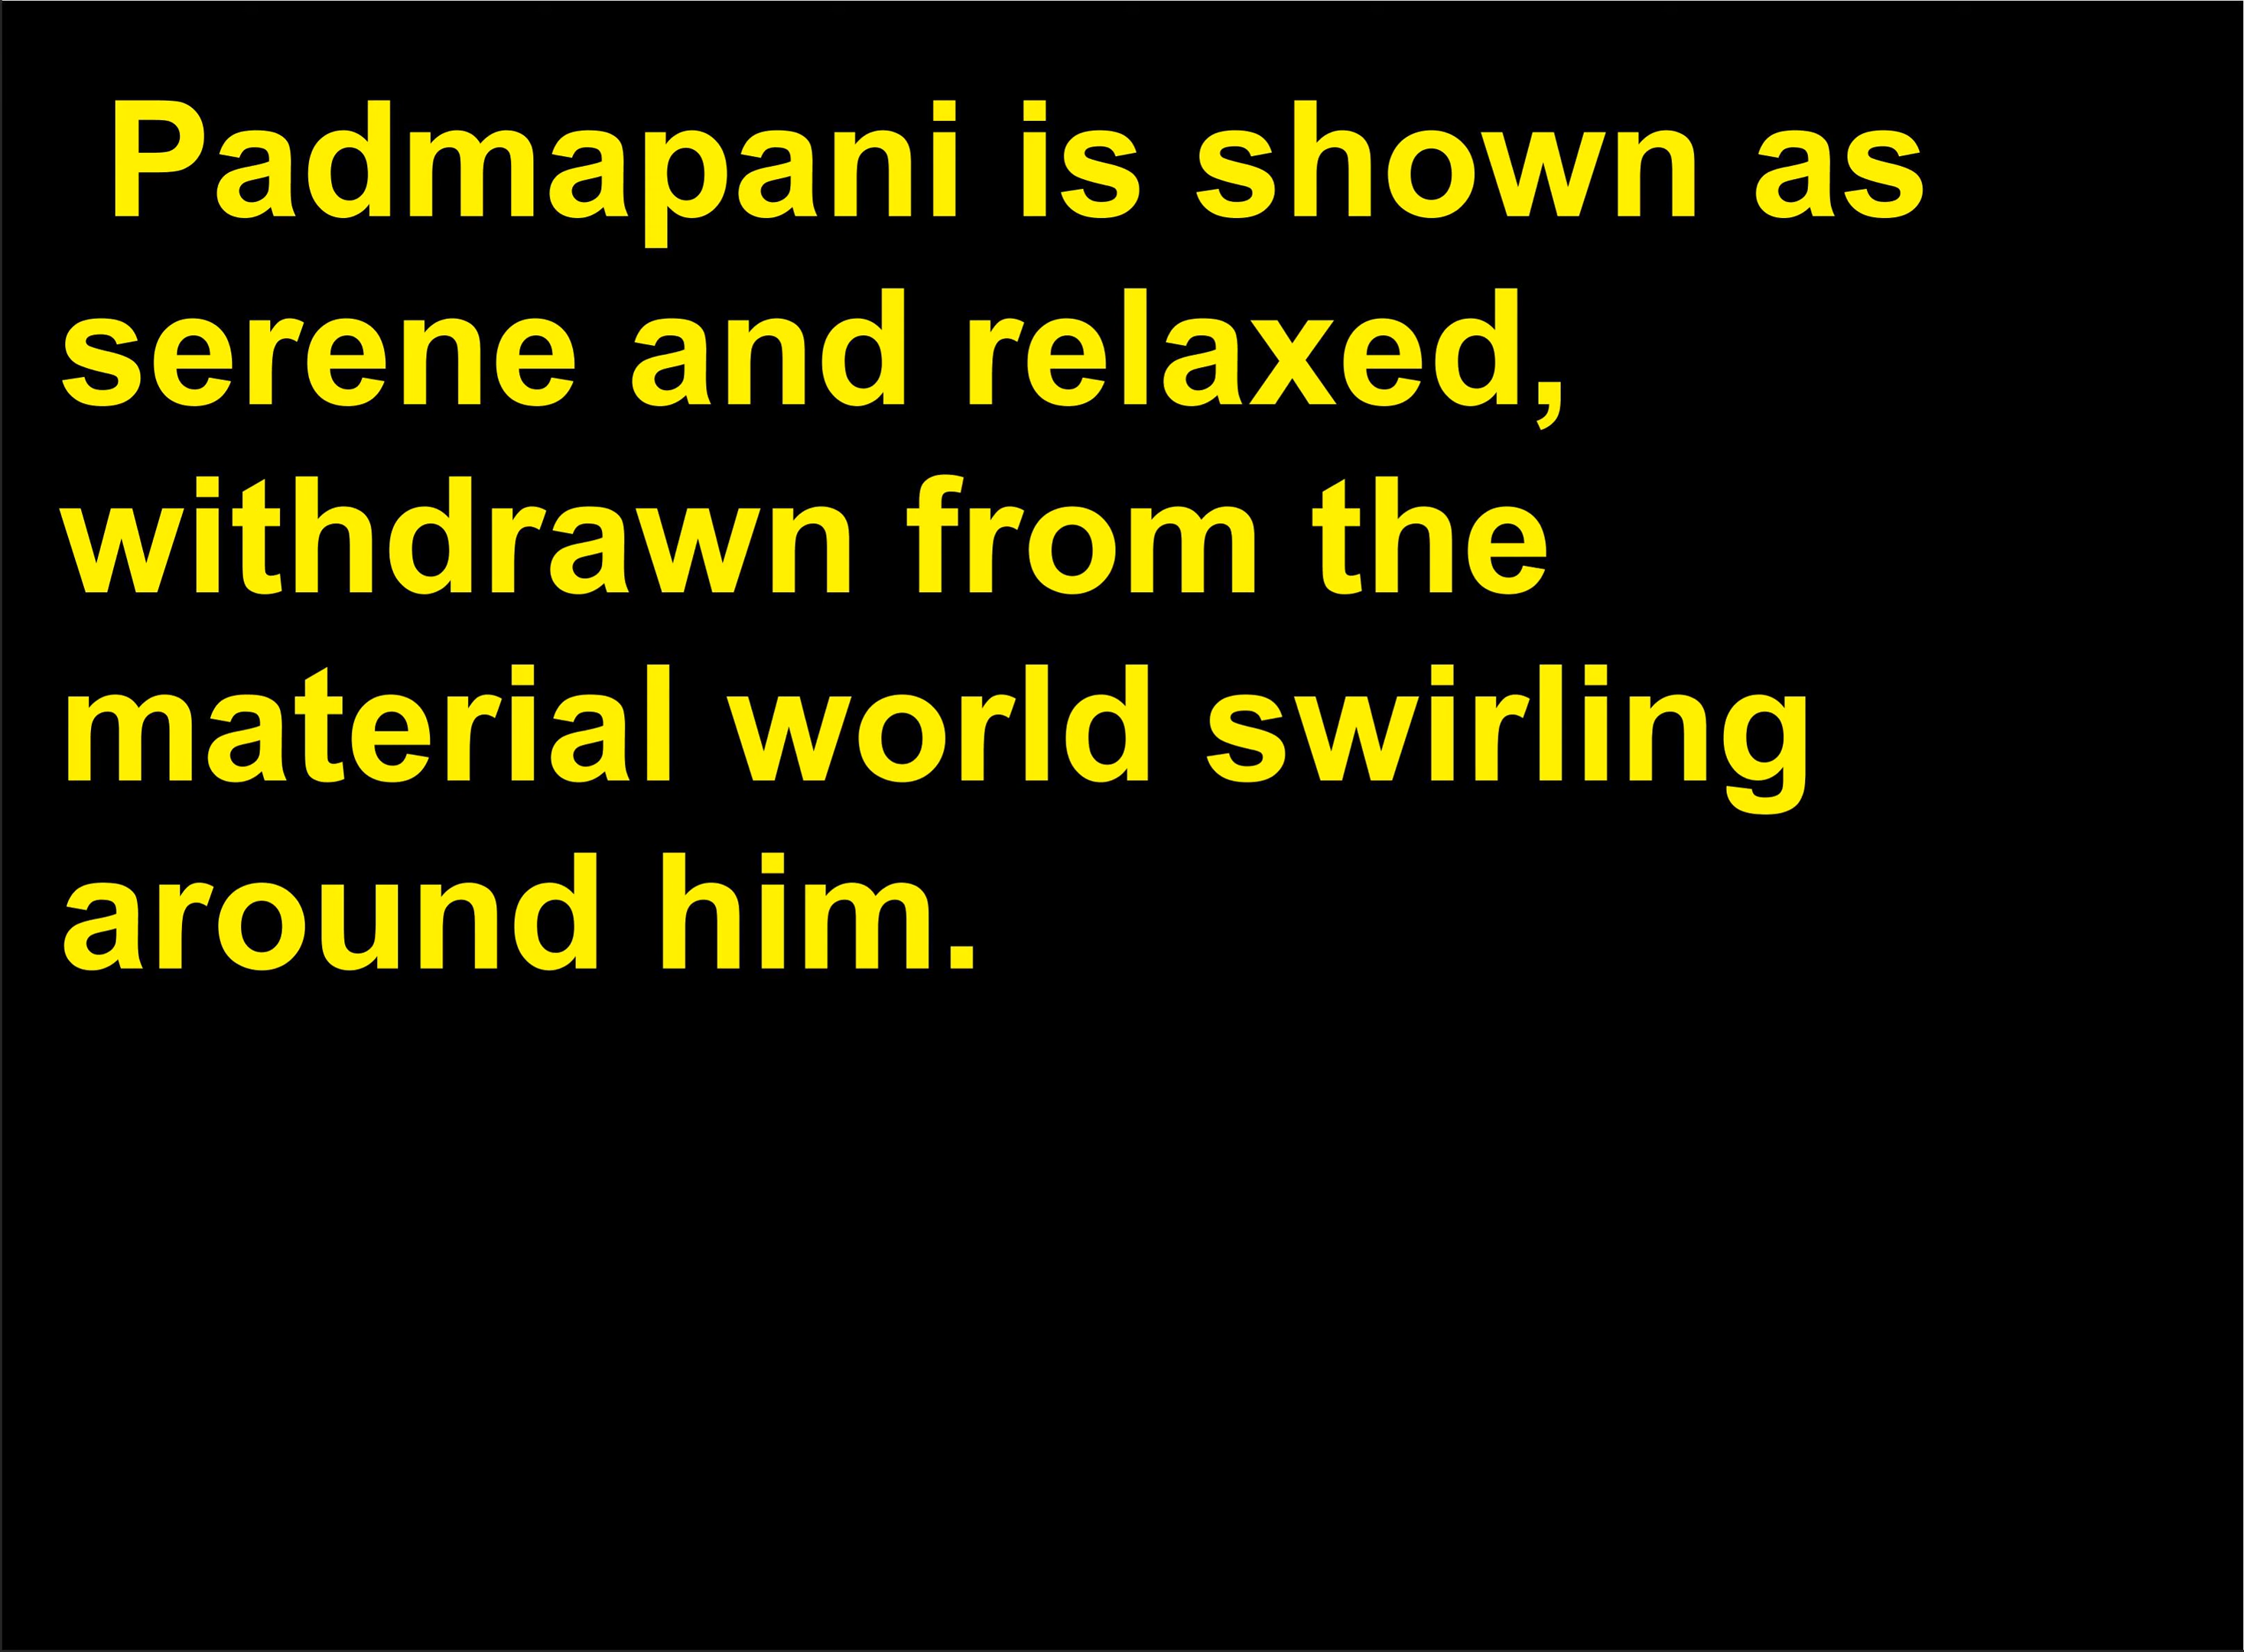 Padmapani is shown as
serene and relaxed,
withdrawn from the
material world swirling
around him.